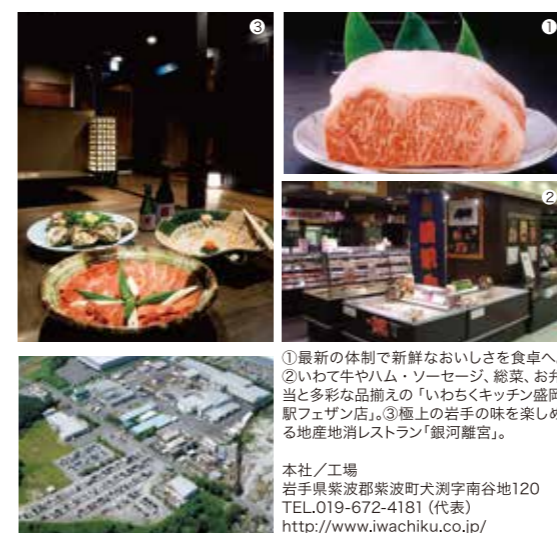 ③
①
②
①最新の体制で新鮮なおいしさを食卓へ。
②いわて牛やハム・ソーセージ、総菜、お弁
当と多彩な品揃えの「いわちくキッチン盛岡
駅フェザン店」。③極上の岩手の味を楽しめ
る地産地消レストラン「銀河離宮」。
本社／工場
岩手県紫波郡紫波町犬渕字南谷地120
TEL.019-672-4181（代表）
http://www.iwachiku.co.jp/